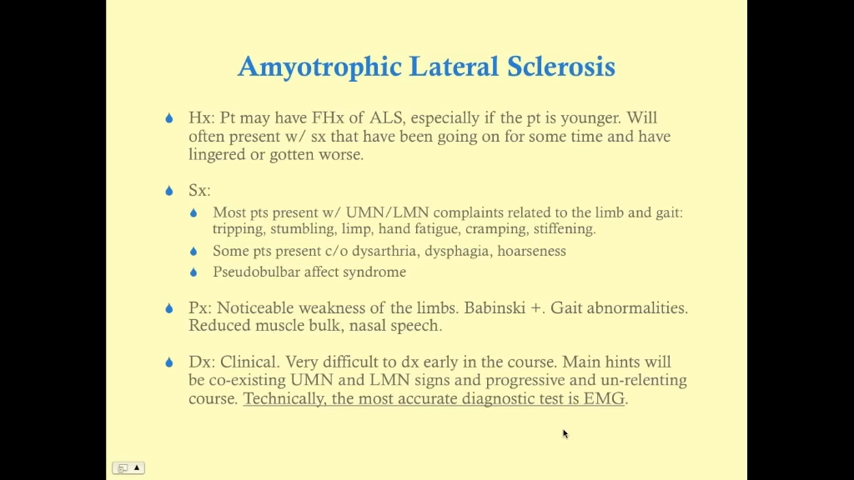 Amyotrophic Lateral Sclerosis
Hx: Pt may have FHx of ALS, especially if the pt is younger. Will
often present w/ sx that have been going on for some time and have
lingered or gotten worse.
Sx:
Most pts present w/ UMN/LMN complaints related to the limb and gait:
tripping, stumbling, limp, hand fatigue, cramping, stiffening.
Some pts present c/o dysarthria, dysphagia, hoarseness
Pseudobulbar affect syndrome
Px: Noticeable weakness of the limbs. Babinski +. Gait abnormalities.
Reduced muscle bulk, nasal speech.
Dx: Clinical. Very difficult to dx early in the course. Main hints will
be co-existing UMN and LMN signs and progressive and un-relenting
course. Technically, the most accurate diagnostic test is EMG.